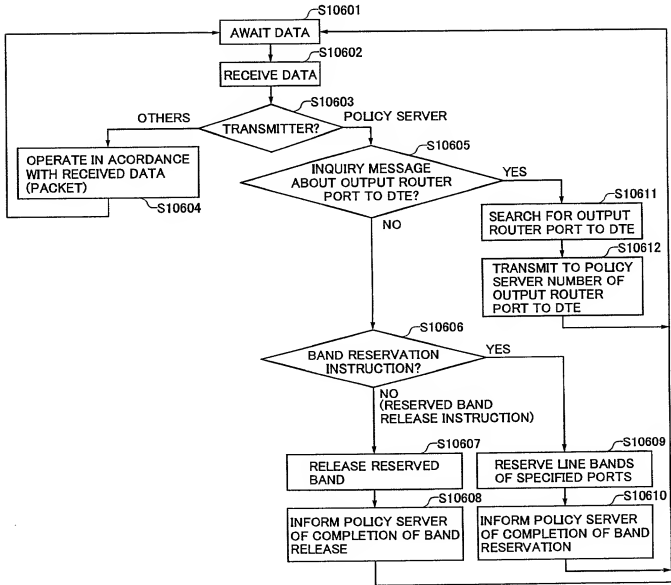 S10601
AWAIT DATA
S10602
RECEIVE DATA
S10603
OTHERS
TRANSMITTER?
POLICY SERVER
OPERATE IN ACORDANCE
WITH RECEIVED DATA
(PACKET)
S10604
S10605
INQUIRY MESSAGE
ABOUT OUTPUT ROUTER
PORT TO DTE?
YES
NO
S10611
SEARCH FOR OUTPUT
ROUTER PORT TO DTE
S10612
TRANSMIT TO POLICY
SERVER NUMBER OF
OUTPUT ROUTER
PORT TO DTE
S10606
BAND RESERVATION
INSTRUCTION?
YES
NO
(RESERVED BAND
RELEASE INSTRUCTION)
S10607
RELEASE RESERVED
BAND
S10608
INFORM POLICY SERVER
OF COMPLETION OF BAND
RELEASE
S10609
RESERVE LINE BANDS
OF SPECIFIED PORTS
S10610
INFORM POLICY SERVER
OF COMPLETION OF BAND
RESERVATION